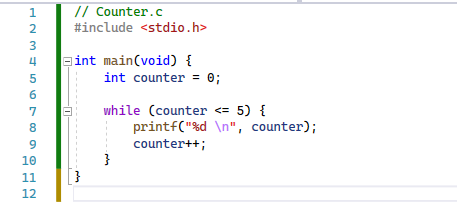 1 // Counter.c
2 #include <stdio.h>
3
4 int main(void) {
5     int counter = 0;
6
7     while (counter <= 5) {
8         printf("%d \n", counter);
9         counter++;
10     }
11 }
12